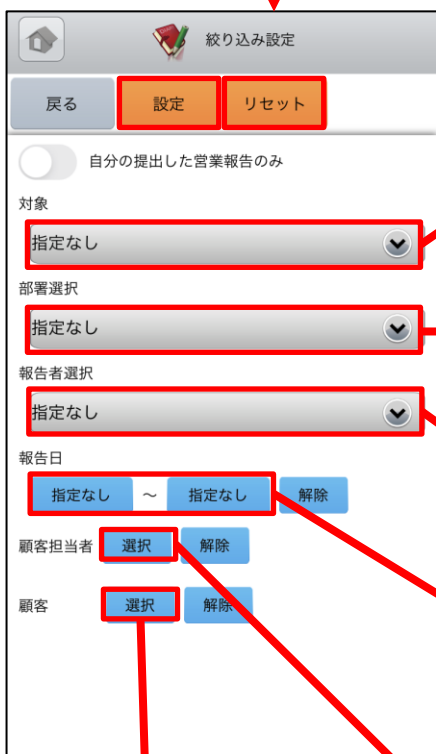 絞り込み設定
戻る 設定 リセット
自分の提出した営業報告のみ
対象
指定なし
部署選択
指定なし
報告者選択
指定なし
報告日
指定なし ～ 指定なし 解除
顧客担当者 選択 解除
顧客 選択 解除